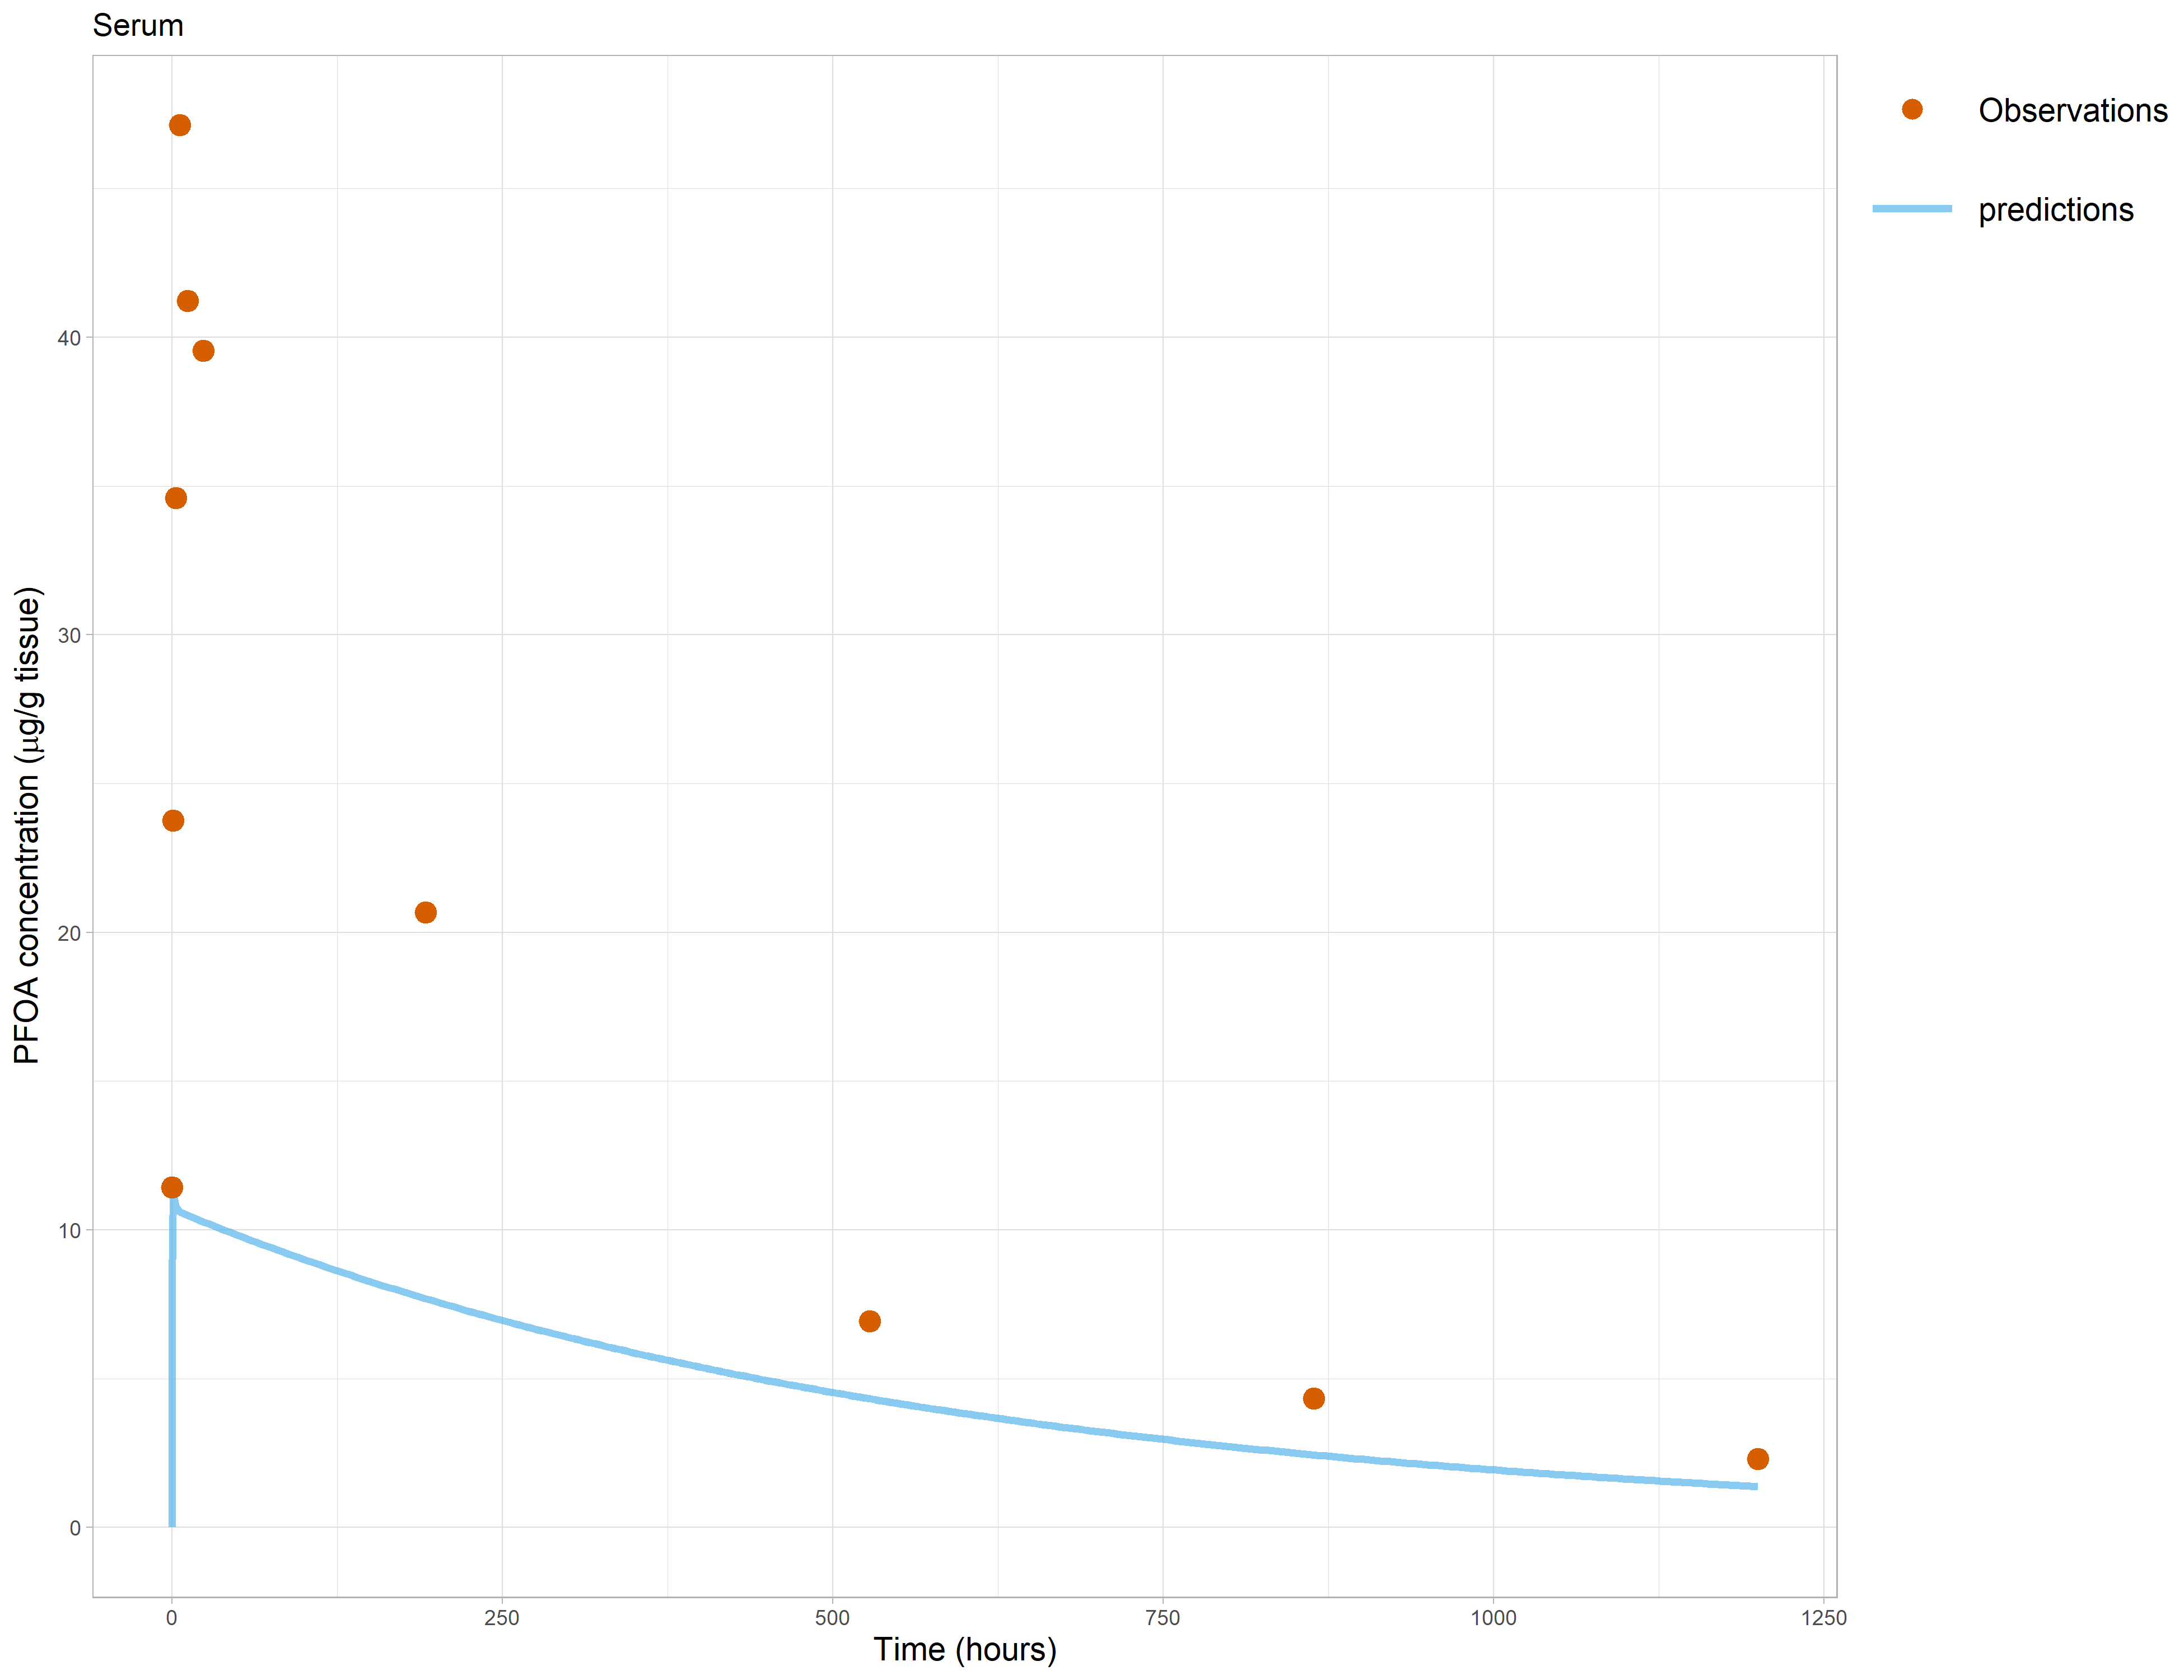 Serum
PFOA concentration (μg/g tissue)
40
30
20
10
0
0 250 500 750 1000 1250
Time (hours)
Observations
predictions